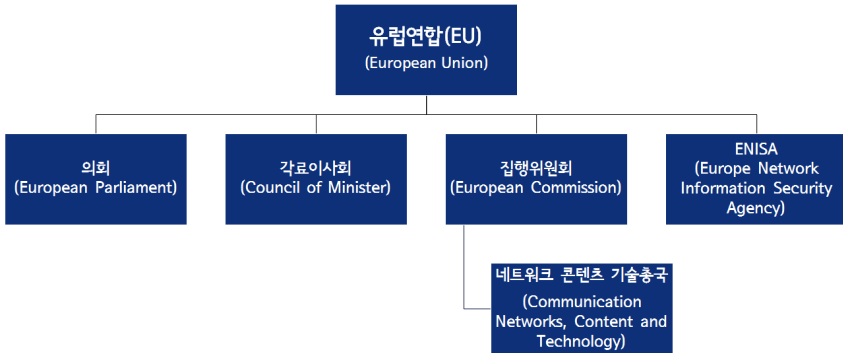 유럽연합(EU)
(European Union)
의회
(European Parliament)
각료이사회
(Council of Minister)
집행위원회
(European Commission)
ENISA
(Europe Network
Information Security
Agency)
네트워크 콘텐츠 기술총국
(Communication
Networks, Content and
Technology)